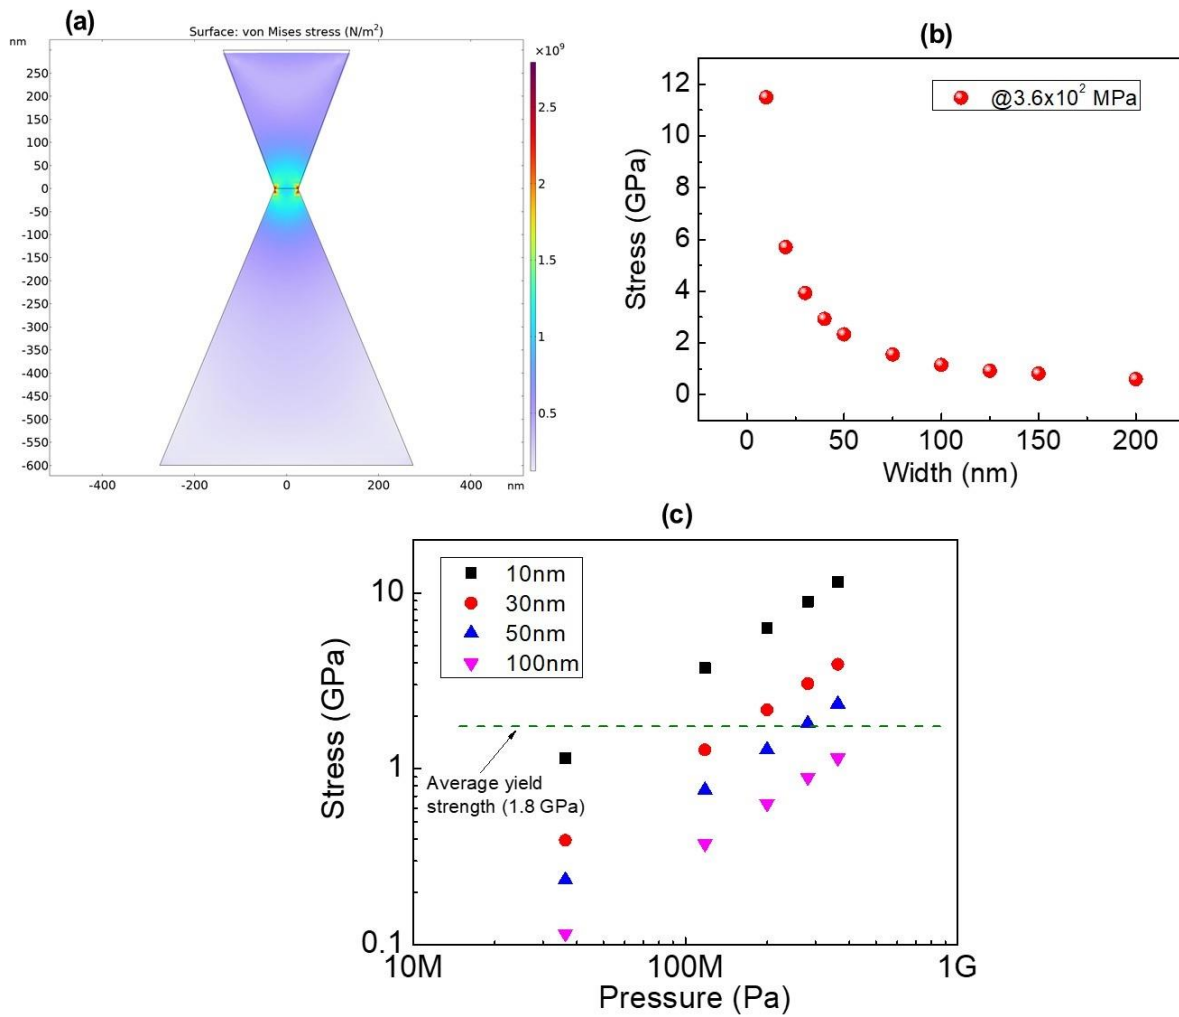 (a)
Surface: von Mises stress (N/m²)
nm
×10⁹
250
200
150
100
50
0
-50
-100
-150
-200
-250
-300
-350
-400
-450
-500
-550
-600
-400
-200
0
200
400
nm
2.5
2
1.5
1
0.5
(b)
@3.6x10² MPa
12
10
8
6
4
2
0
Stress (GPa)
0
50
100
150
200
Width (nm)
(c)
10nm
30nm
50nm
100nm
10
1
0.1
Stress (GPa)
Average yield
strength (1.8 GPa)
10M
100M
1G
Pressure (Pa)